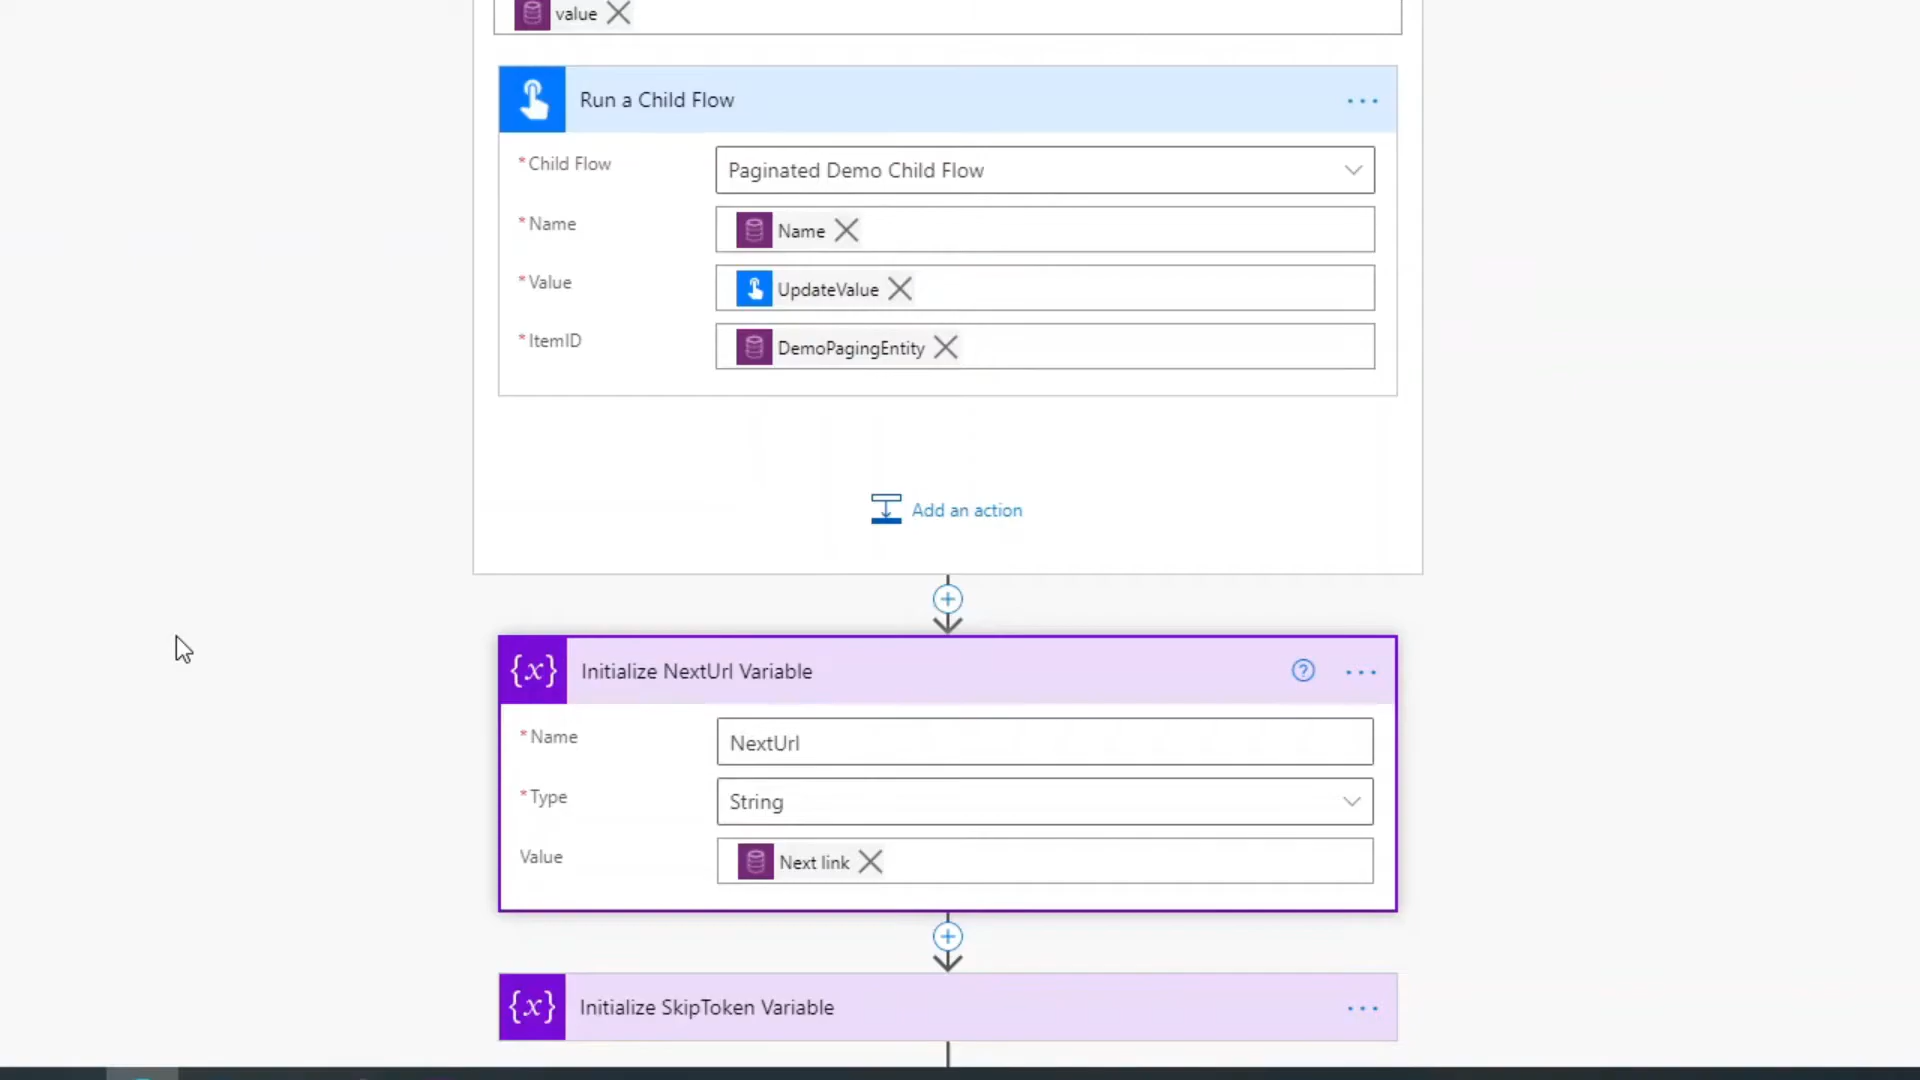 value
Run a Child Flow
...
* Child Flow
Paginated Demo Child Flow
* Name
Name
* Value
UpdateValue
* ItemID
DemoPagingEntity
Add an action
{x} Initialize NextUrl Variable
? ...
* Name
NextUrl
* Type
String
Value
Next link
{x} Initialize SkipToken Variable
...